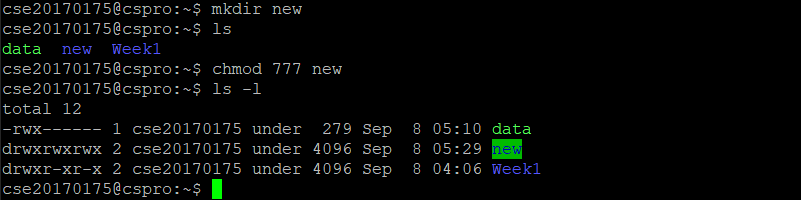 cse20170175@cspro:~$ mkdir new
cse20170175@cspro:~$ ls
data  new  Week1
cse20170175@cspro:~$ chmod 777 new
cse20170175@cspro:~$ ls -l
total 12
-rwx------ 1 cse20170175 under  279 Sep  8 05:10 data
drwxrwxrwx 2 cse20170175 under 4096 Sep  8 05:29 new
drwxr-xr-x 2 cse20170175 under 4096 Sep  8 04:06 Week1
cse20170175@cspro:~$